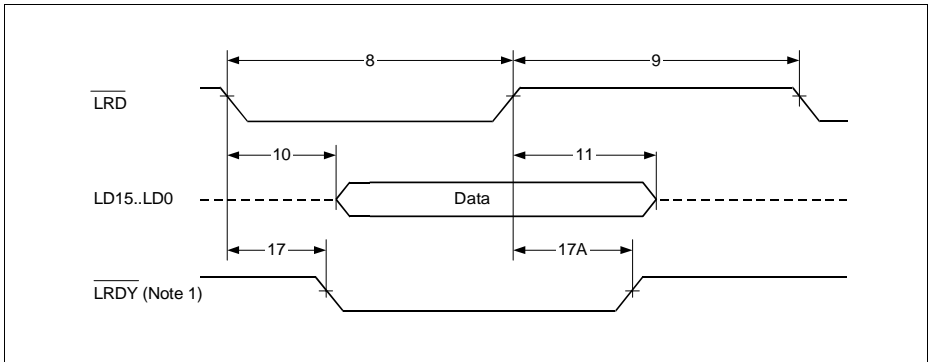 8
9
LRD
10
11
LD15..LD0
Data
17
17A
LRDY (Note 1)